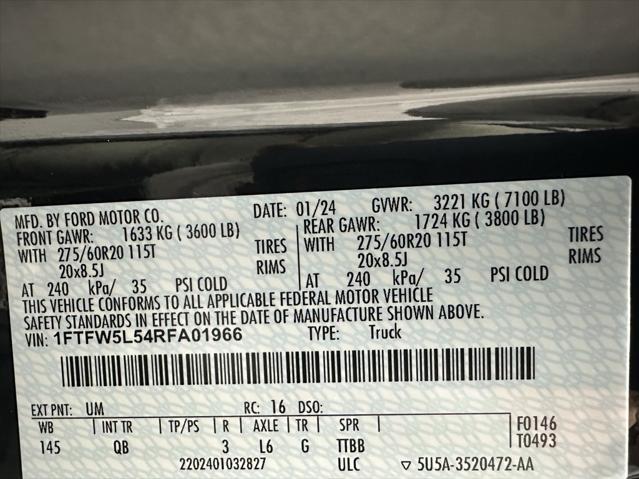 MFD. BY FORD MOTOR CO. DATE: 01/24 GVWR: 3221 KG ( 7100 LB)
FRONT GAWR: 1633 KG ( 3600 LB) REAR GAWR: 1724 KG ( 3800 LB)
WITH 275/60R20 115T TIRES WITH 275/60R20 115T TIRES
20x8.5J RIMS 20x8.5J RIMS
AT 240 kPa/ 35 PSI COLD AT 240 kPa/ 35 PSI COLD
THIS VEHICLE CONFORMS TO ALL APPLICABLE FEDERAL MOTOR VEHICLE
SAFETY STANDARDS IN EFFECT ON THE DATE OF MANUFACTURE SHOWN ABOVE.
VIN: 1FTFW5L54RFA01966 TYPE: Truck
EXT PNT: UM RC: 16 DSO:
WB INT TR TP/PS R AXLE TR SPR F0146
145 QB 3 L6 G TTBB T0493
2202401032827 ULC ▽ 5U5A-3520472-AA